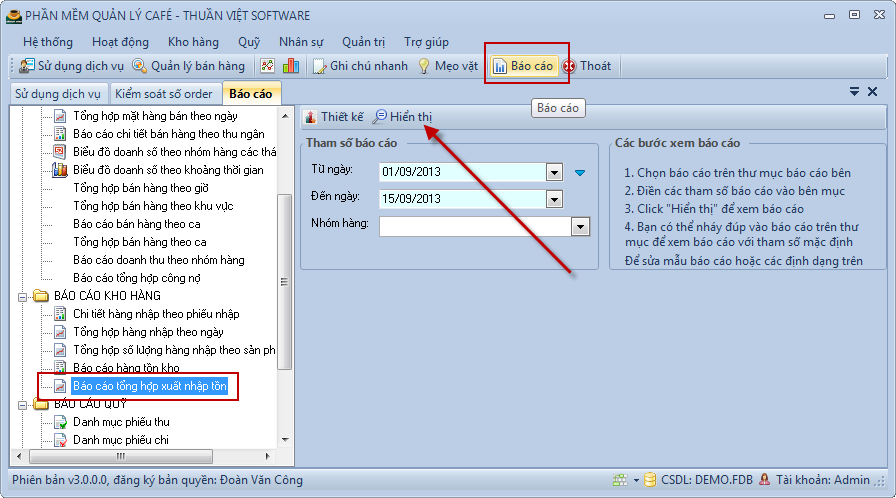 PHẦN MỀM QUẢN LÝ CAFÉ - THUẦN VIỆT SOFTWARE
Hệ thống Hoạt động Kho hàng Quỹ Nhân sự Quản trị Trợ giúp
Sử dụng dịch vụ Quản lý bán hàng Ghi chú nhanh Mẹo vặt Báo cáo Thoát
Sử dụng dịch vụ Kiểm soát số order Báo cáo
Báo cáo
Tổng hợp mặt hàng bán theo ngày
Báo cáo chi tiết bán hàng theo thu ngân
Biểu đồ doanh số theo nhóm hàng các thá
Biểu đồ doanh số theo khoảng thời gian
Tổng hợp bán hàng theo giờ
Tổng hợp bán hàng theo khu vực
Báo cáo bán hàng theo ca
Tổng hợp bán hàng theo ca
Báo cáo doanh thu theo nhóm hàng
Báo cáo tổng hợp công nợ
BÁO CÁO KHO HÀNG
Chi tiết hàng nhập theo phiếu nhập
Tổng hợp hàng nhập theo ngày
Tổng hợp số lượng hàng nhập theo sản ph
Báo cáo hàng tồn kho
Báo cáo tổng hợp xuất nhập tồn
BÁO CÁO QUỸ
Danh mục phiếu thu
Danh mục phiếu chi
Thiết kế Hiển thị
Tham số báo cáo
Từ ngày: 01/09/2013
Đến ngày: 15/09/2013
Nhóm hàng:
Các bước xem báo cáo
1. Chọn báo cáo trên thư mục báo cáo bên
2. Điền các tham số báo cáo vào bên mục
3. Click "Hiển thị" để xem báo cáo
4. Bạn có thể nháy đúp vào báo cáo trên thư
mục để xem báo cáo với tham số mặc định
Để sửa mẫu báo cáo hoặc các định dạng trên
Phiên bản v3.0.0.0, đăng ký bản quyền: Đoàn Văn Công CSDL: DEMO.FDB Tài khoản: Admin